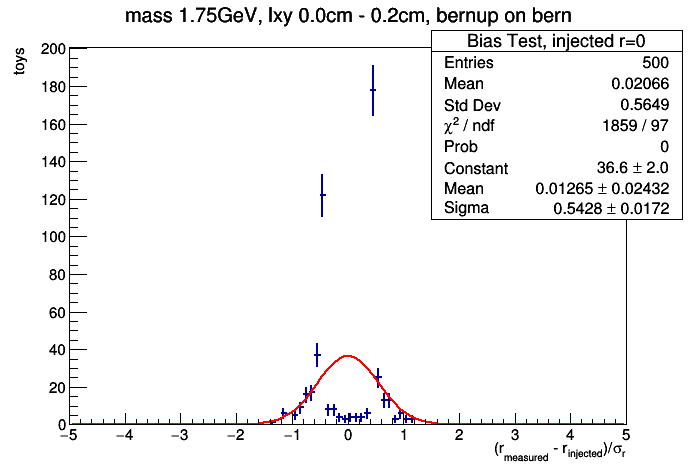 mass 1.75GeV, lxy 0.0cm - 0.2cm, bernup on bern
toys
Bias Test, injected r=0
Entries 500
Mean 0.02066
Std Dev 0.5649
χ² / ndf 1859 / 97
Prob 0
Constant 36.6 ± 2.0
Mean 0.01265 ± 0.02432
Sigma 0.5428 ± 0.0172
200
180
160
140
120
100
80
60
40
20
0
−5 −4 −3 −2 −1 0 1 2 3 4 5
(r_measured - r_injected)/σ_r